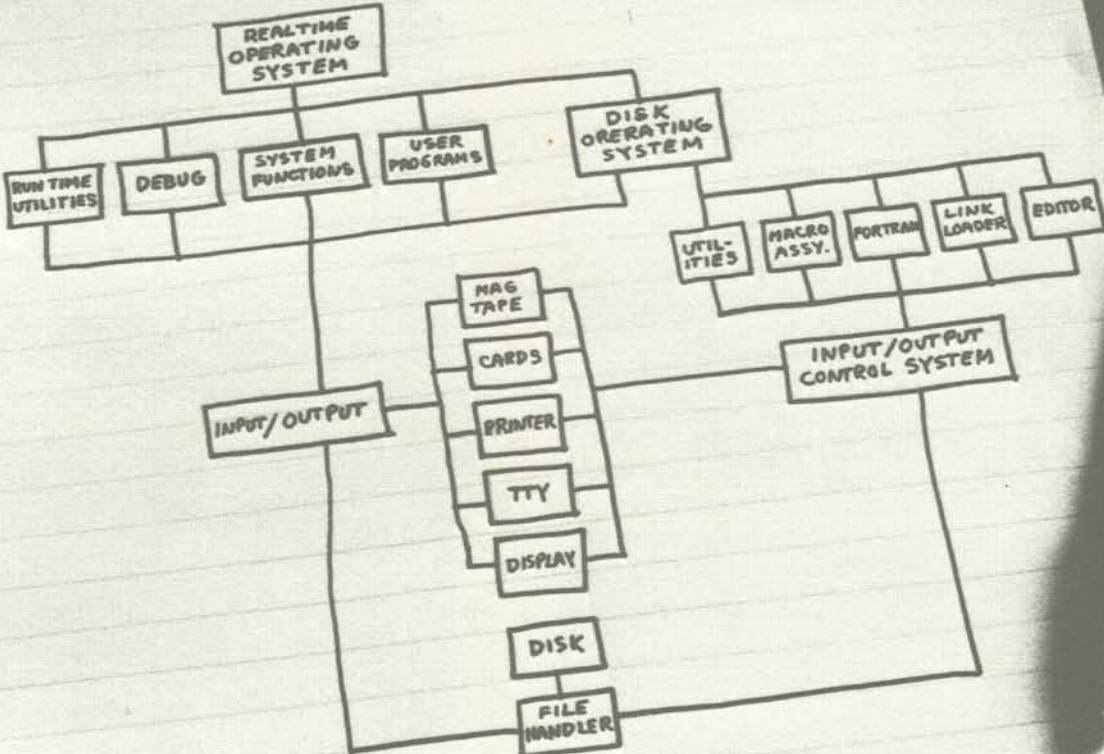 REALTIME
OPERATING
SYSTEM
RUN TIME
UTILITIES
DEBUG
SYSTEM
FUNCTIONS
USER
PROGRAMS
DISK
ORERATING
SYSTEM
UTIL-
ITIES
MACRO
ASSY.
FORTRAN
LINK
LOADER
EDITOR
MAG
TAPE
CARDS
PRINTER
TTY
DISPLAY
INPUT/OUTPUT
INPUT/OUTPUT
CONTROL SYSTEM
DISK
FILE
HANDLER